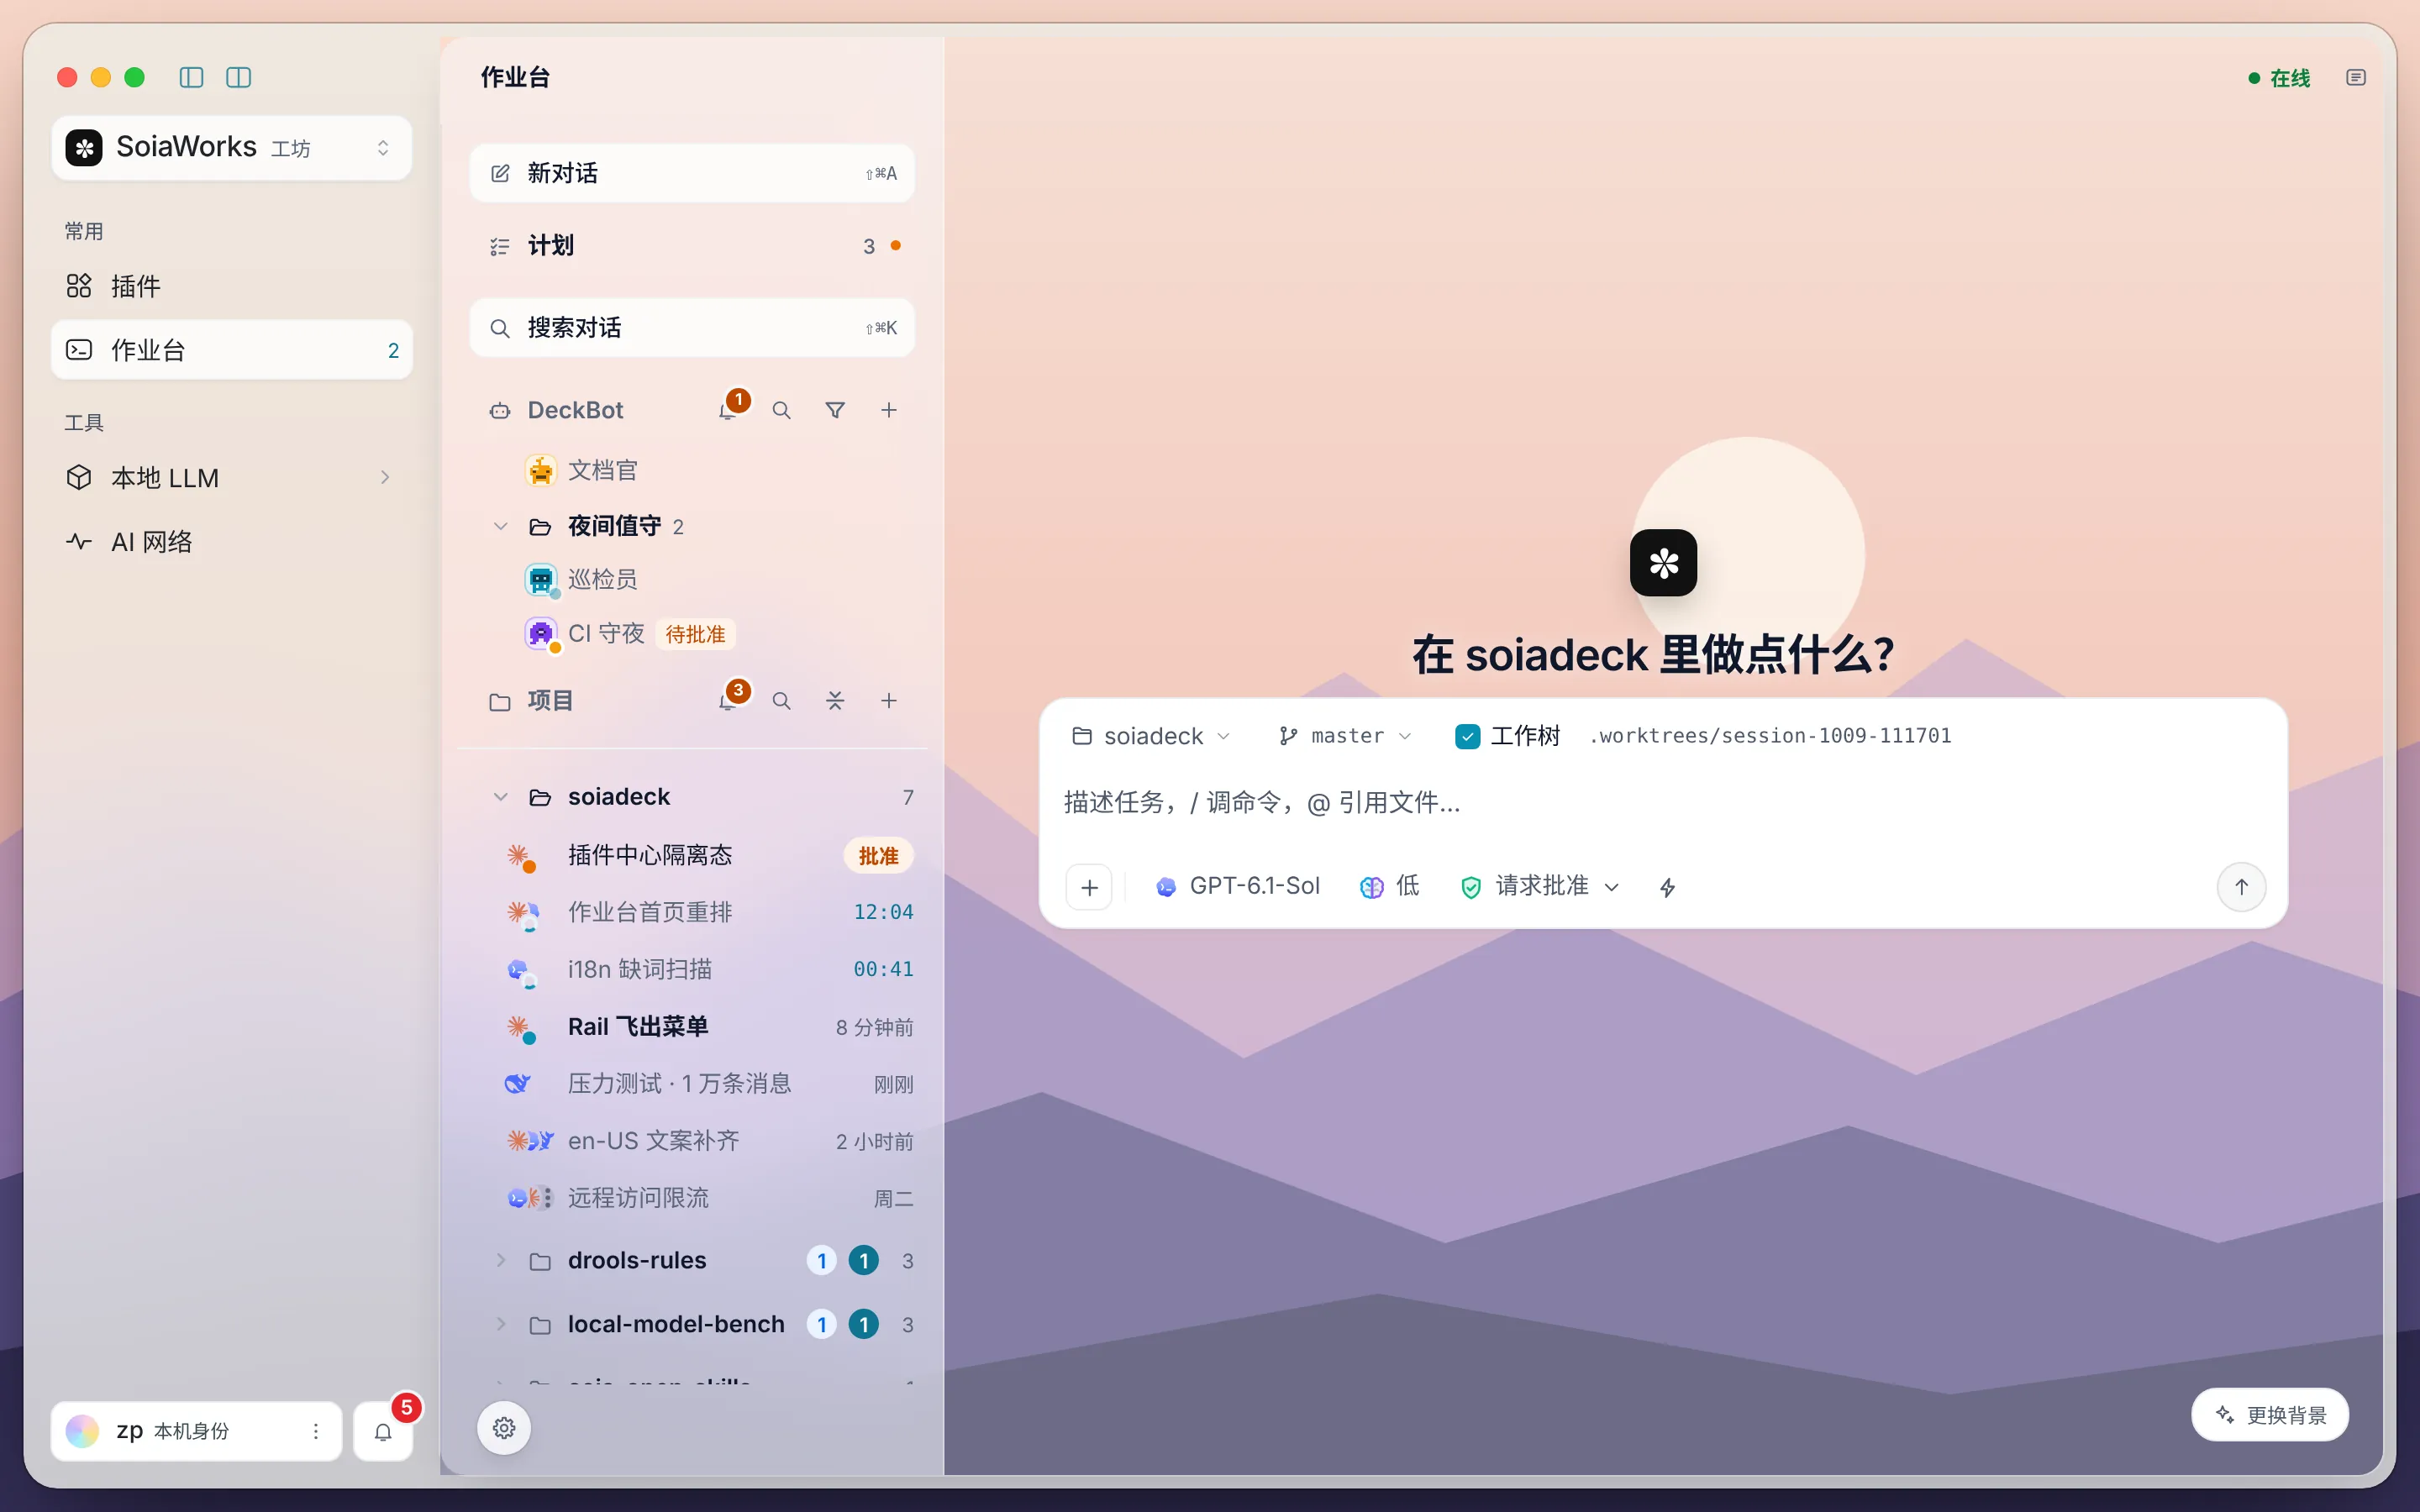 作业台
在线
SoiaWorks 工坊
常用
插件
作业台 2
工具
本地 LLM
AI 网络
zp 本机身份
5
新对话 ⇧⌘A
计划 3
搜索对话 ⇧⌘K
DeckBot 1
文档官
夜间值守 2
巡检员
CI 守夜 待批准
项目 3
soiadeck 7
插件中心隔离态 批准
作业台首页重排 12:04
i18n 缺词扫描 00:41
Rail 飞出菜单 8 分钟前
压力测试 · 1 万条消息 刚刚
en-US 文案补齐 2 小时前
远程访问限流 周二
drools-rules 1 1 3
local-model-bench 1 1 3
在 soiadeck 里做点什么？
soiadeck master 工作树 .worktrees/session-1009-111701
描述任务，/ 调命令，@ 引用文件...
GPT-6.1-Sol 低 请求批准
更换背景